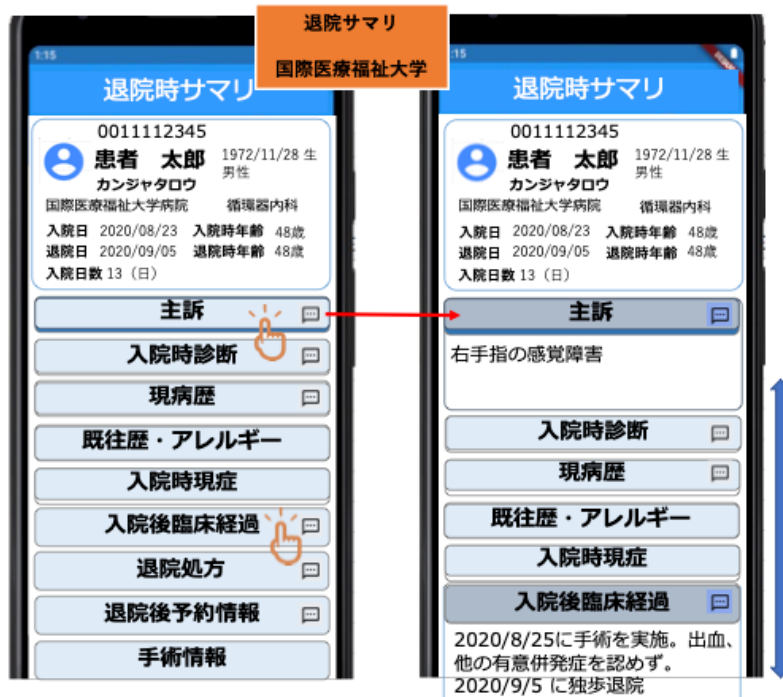 退院サマリ
国際医療福祉大学
1:15
退院時サマリ
0011112345
患者 太郎 1972/11/28 生
カンジャタロウ 男性
国際医療福祉大学病院 循環器内科
入院日 2020/08/23 入院時年齢 48歳
退院日 2020/09/05 退院時年齢 48歳
入院日数 13（日）
主訴
入院時診断
現病歴
既往歴・アレルギー
入院時現症
入院後臨床経過
退院処方
退院後予約情報
手術情報
:15
退院時サマリ
0011112345
患者 太郎 1972/11/28 生
カンジャタロウ 男性
国際医療福祉大学病院 循環器内科
入院日 2020/08/23 入院時年齢 48歳
退院日 2020/09/05 退院時年齢 48歳
入院日数 13（日）
主訴
右手指の感覚障害
入院時診断
現病歴
既往歴・アレルギー
入院時現症
入院後臨床経過
2020/8/25に手術を実施。出血、
他の有意併発症を認めず。
2020/9/5 に独歩退院